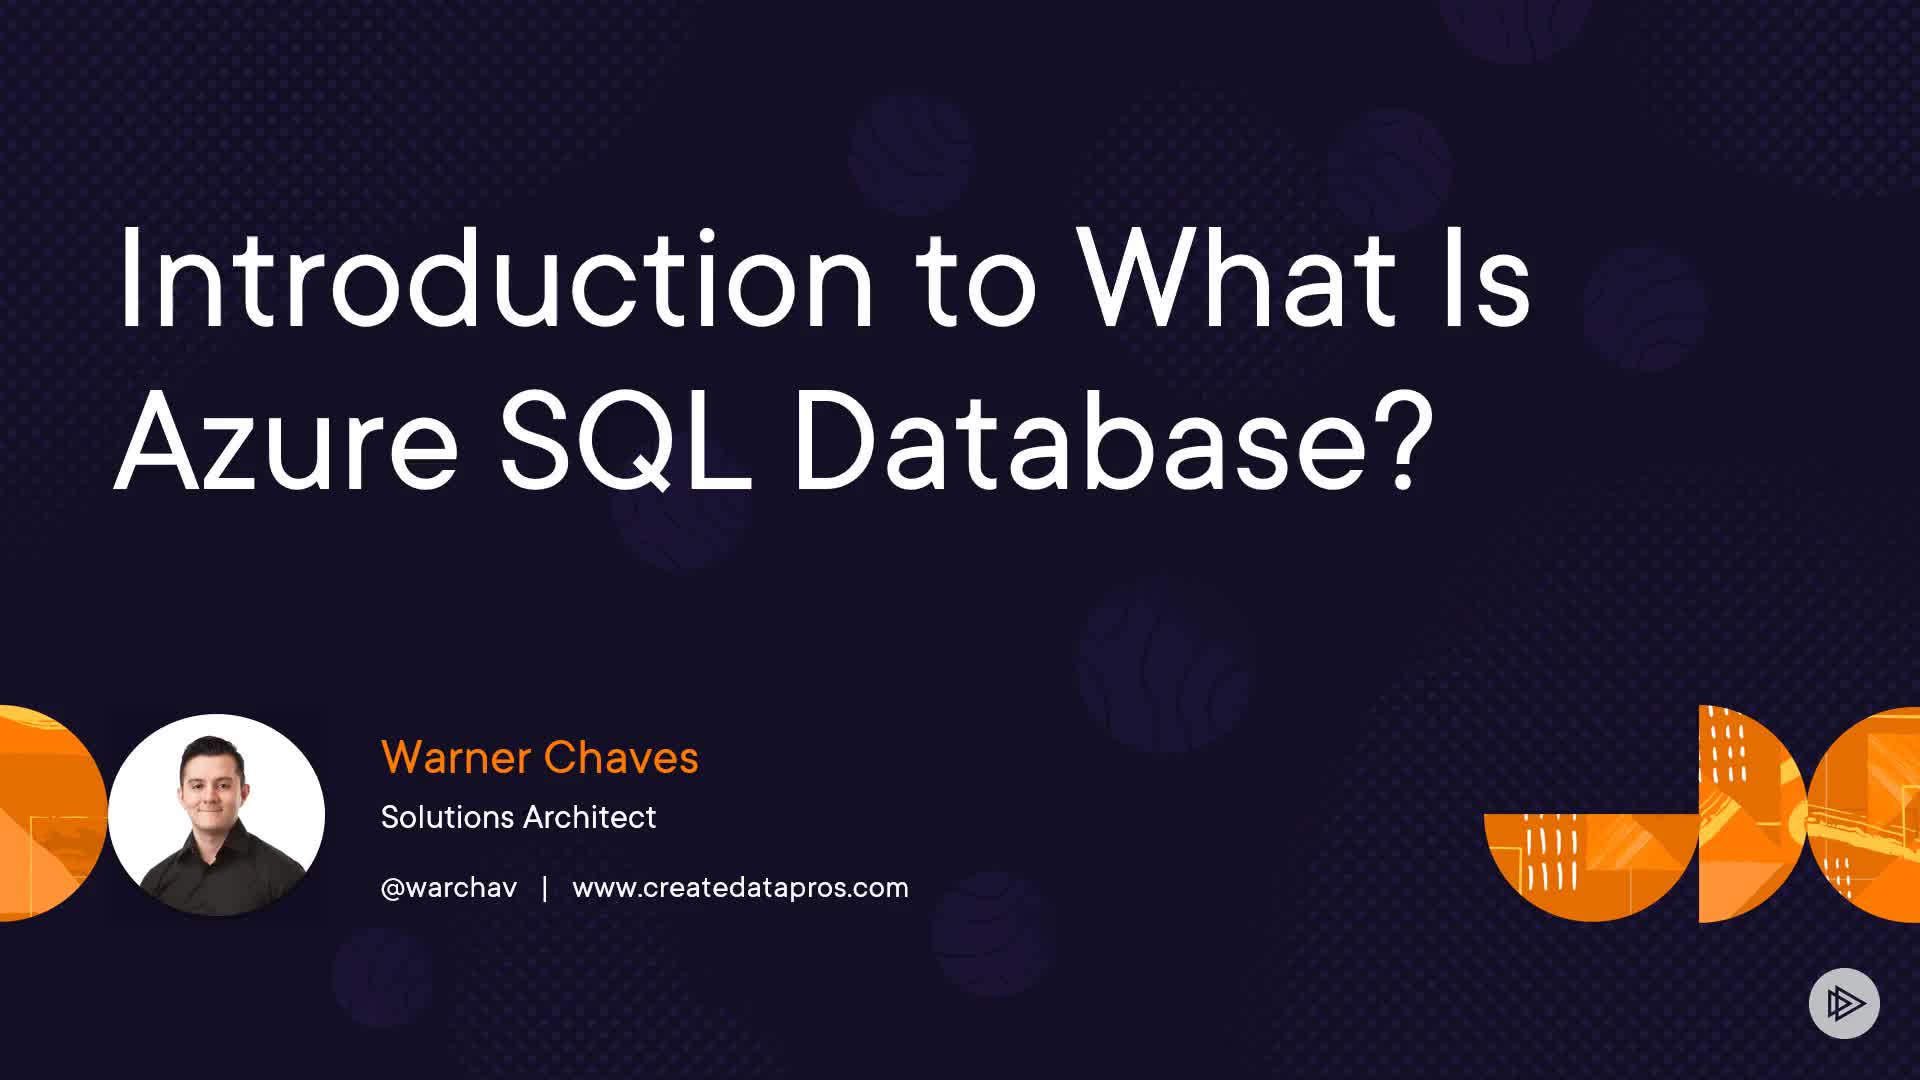 Introduction to What Is
Azure SQL Database?
Warner Chaves
Solutions Architect
@warchav | www.createdatapros.com